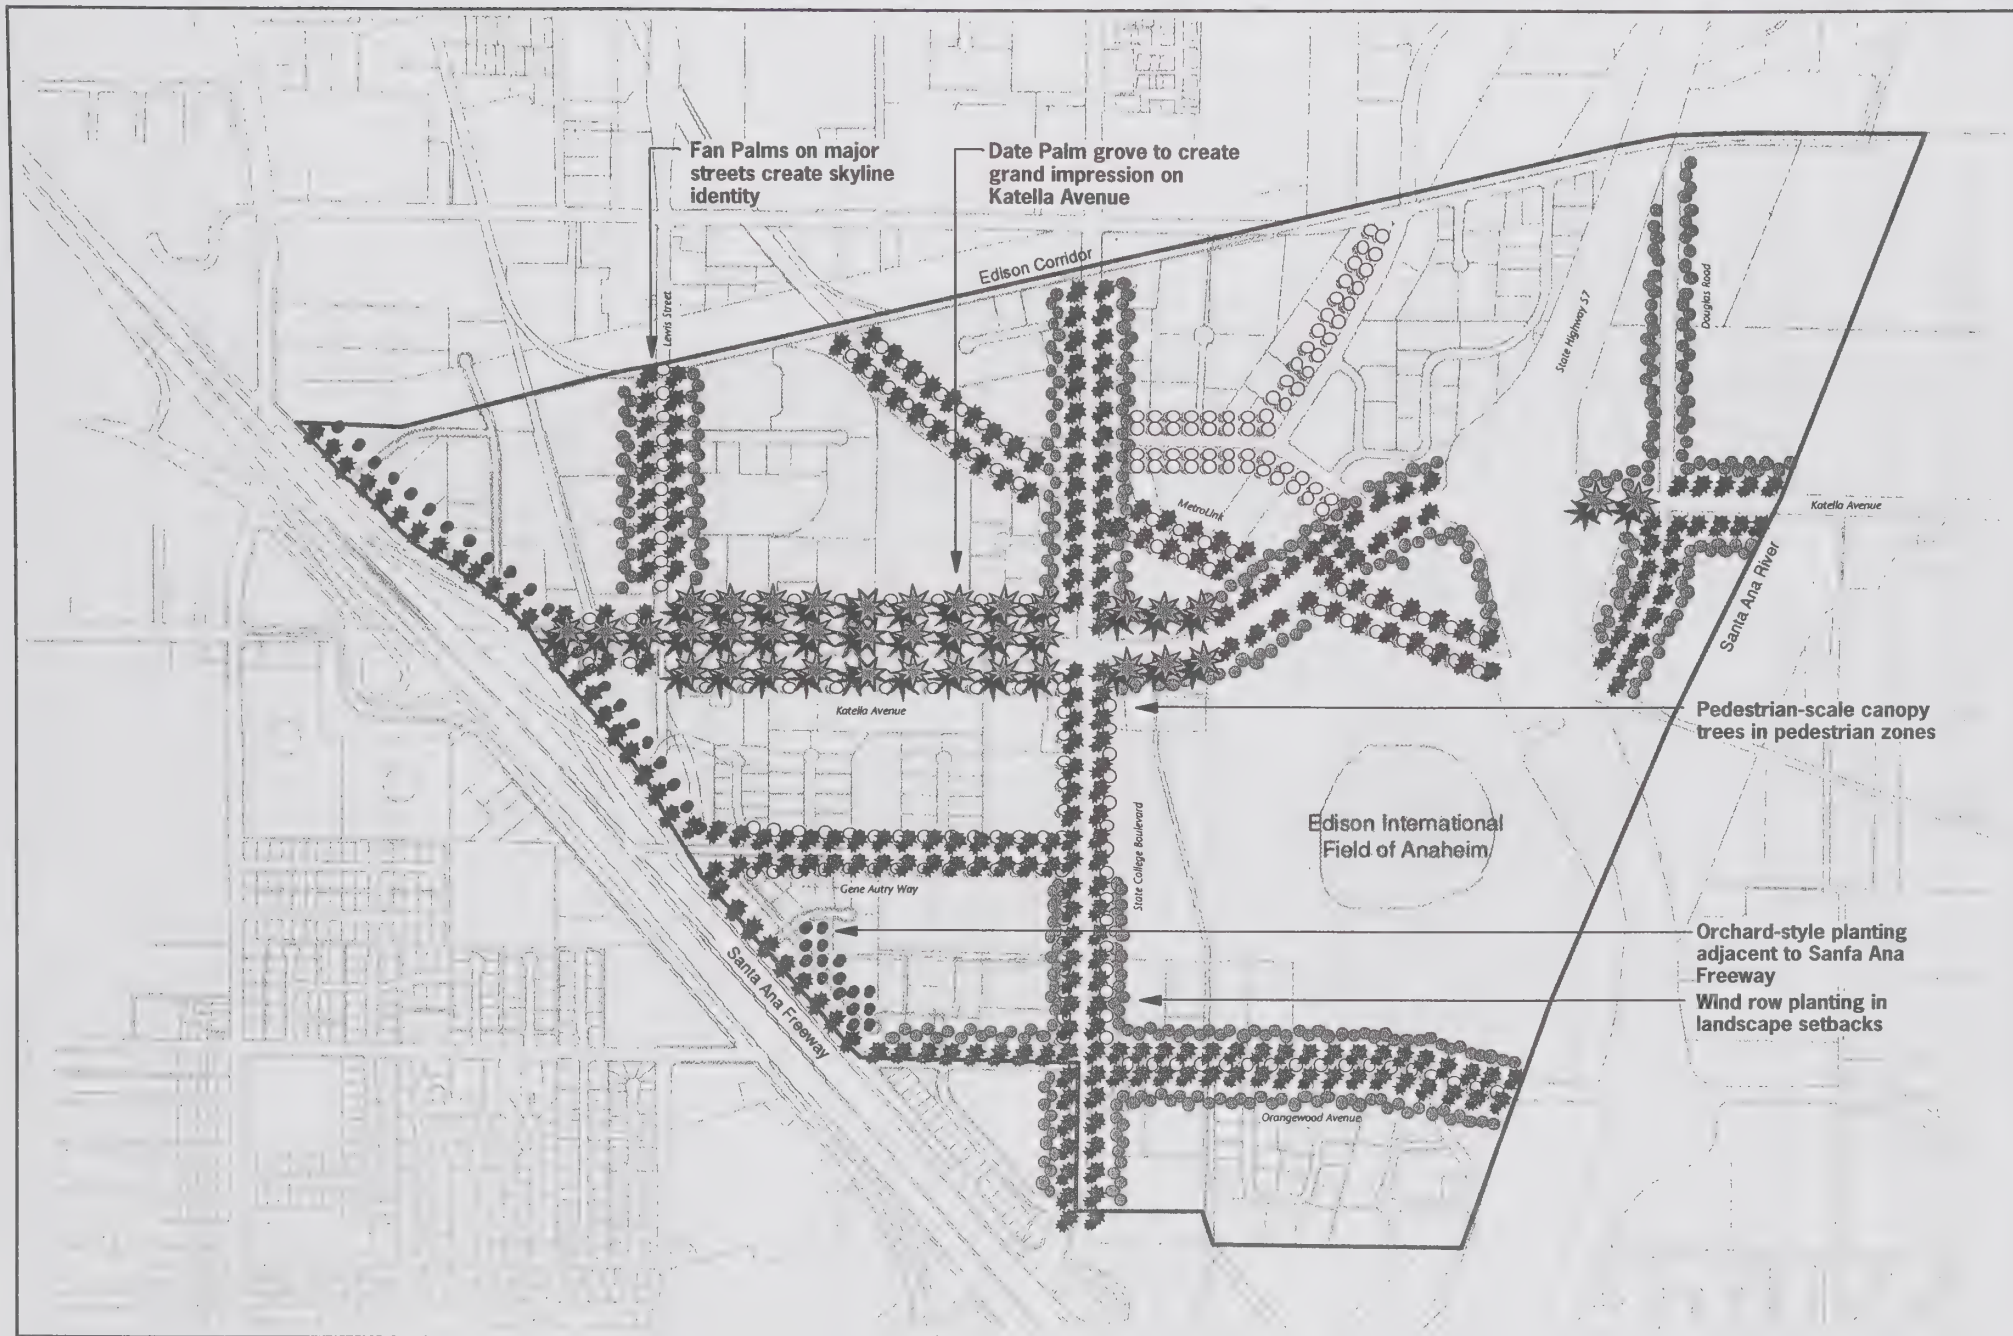 Fan Palms on major
streets create skyline
identity
Date Palm grove to create
grand impression on
Katella Avenue
Edison Corridor
Lewis Street
State Highway 57
Douglas Road
MetroLink
Katella Avenue
Santa Ana River
Katella Avenue
Pedestrian-scale canopy
trees in pedestrian zones
Edison International
Field of Anaheim
State College Boulevard
Gene Autry Way
Santa Ana Freeway
Orchard-style planting
adjacent to Sanfa Ana
Freeway
Wind row planting in
landscape setbacks
Orangewood Avenue